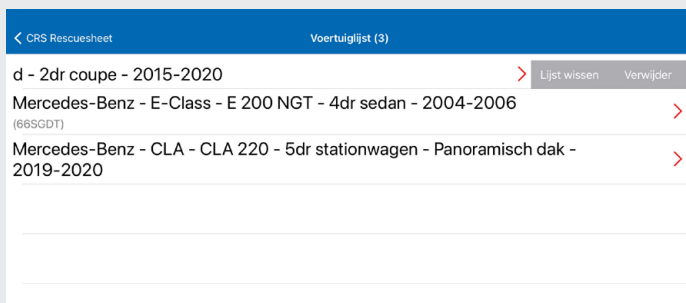 CRS Rescuesheet
Voertuiglijst (3)
d - 2dr coupe - 2015-2020
Lijst wissen
Verwijder
Mercedes-Benz - E-Class - E 200 NGT - 4dr sedan - 2004-2006
(66SGDT)
Mercedes-Benz - CLA - CLA 220 - 5dr stationwagen - Panoramisch dak -
2019-2020